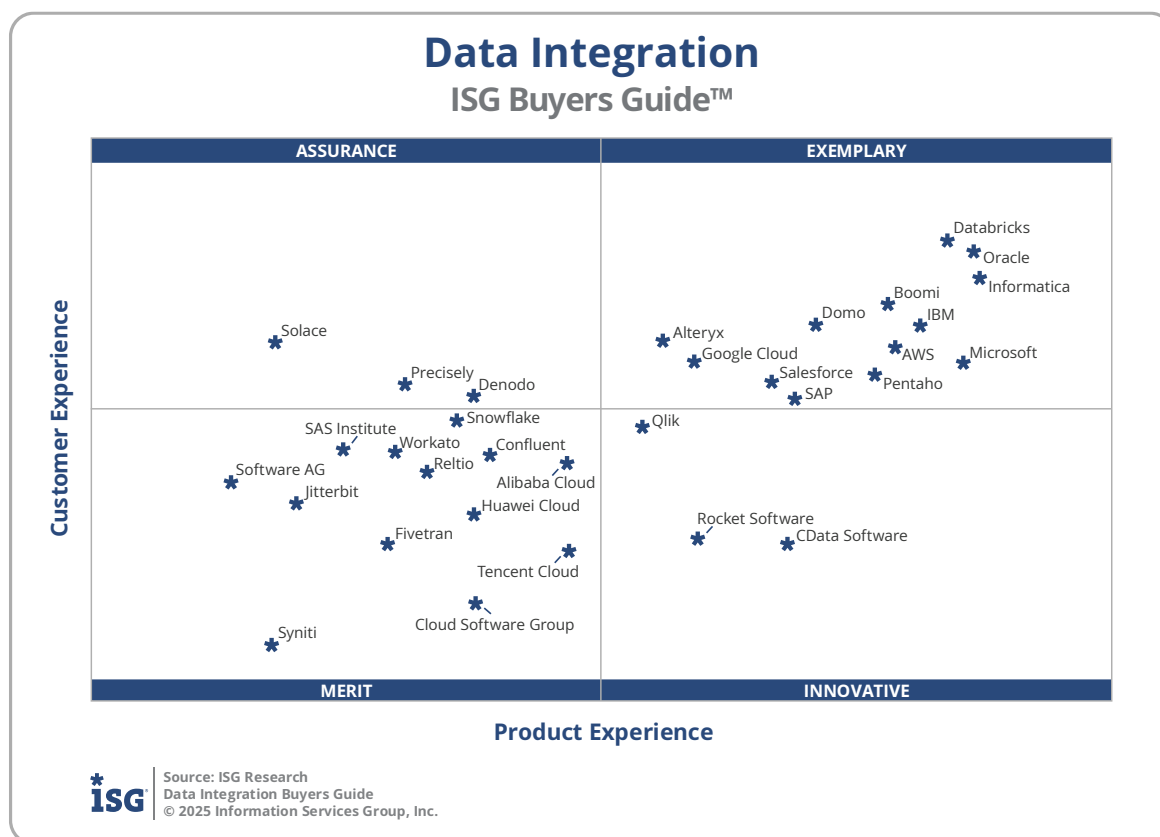 Data Integration
ISG Buyers Guide™
ASSURANCE
EXEMPLARY
Databricks
Oracle
Informatica
Boomi
Domo
IBM
Solace
Alteryx
Google Cloud
AWS
Microsoft
Precisely
Denodo
Salesforce
Pentaho
SAP
Snowflake
Qlik
SAS Institute
Workato
Confluent
Reltio
Software AG
Alibaba Cloud
Jitterbit
Huawei Cloud
Rocket Software
Fivetran
CData Software
Tencent Cloud
Cloud Software Group
Syniti
MERIT
INNOVATIVE
Customer Experience
Product Experience
ISG
Source: ISG Research
Data Integration Buyers Guide
© 2025 Information Services Group, Inc.